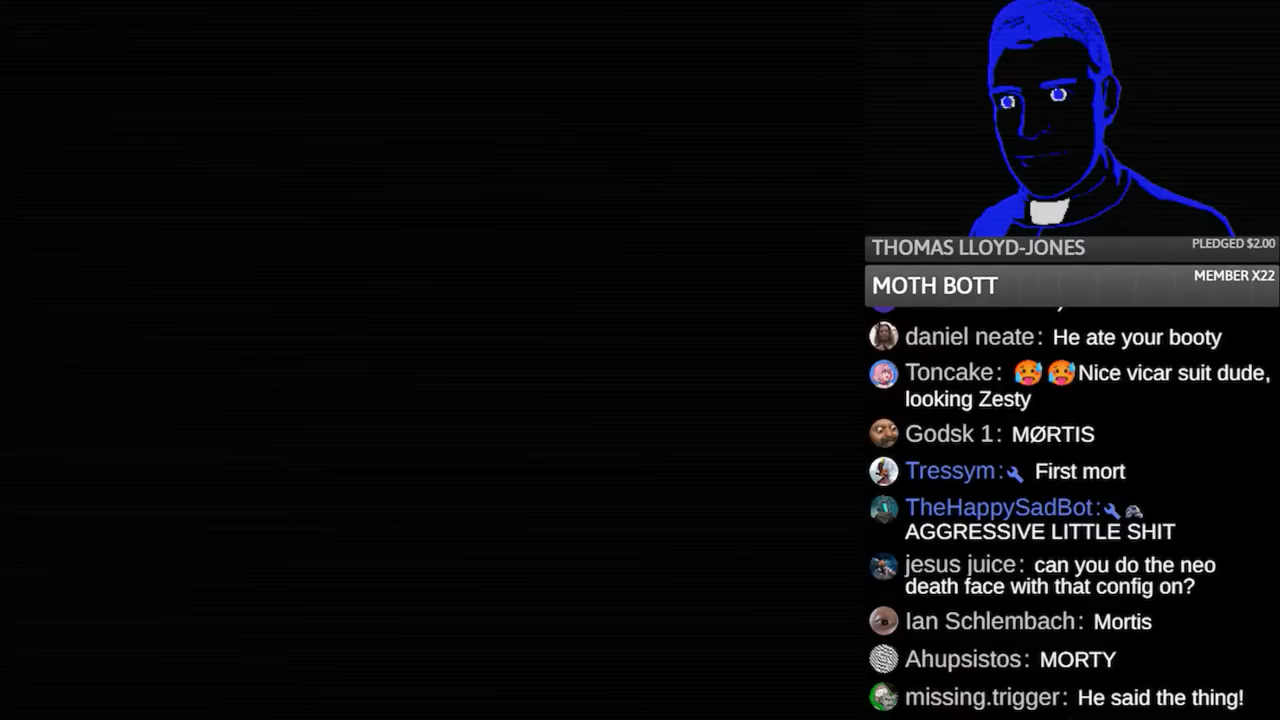 THOMAS LLOYD-JONES PLEDGED $2.00
MOTH BOTT MEMBER X22
daniel neate: He ate your booty
Toncake: 🥵🥵Nice vicar suit dude,
looking Zesty
Godsk 1: MØRTIS
Tressym: First mort
TheHappySadBot:
AGGRESSIVE LITTLE SHIT
jesus juice: can you do the neo
death face with that config on?
Ian Schlembach: Mortis
Ahupsistos: MORTY
missing.trigger: He said the thing!